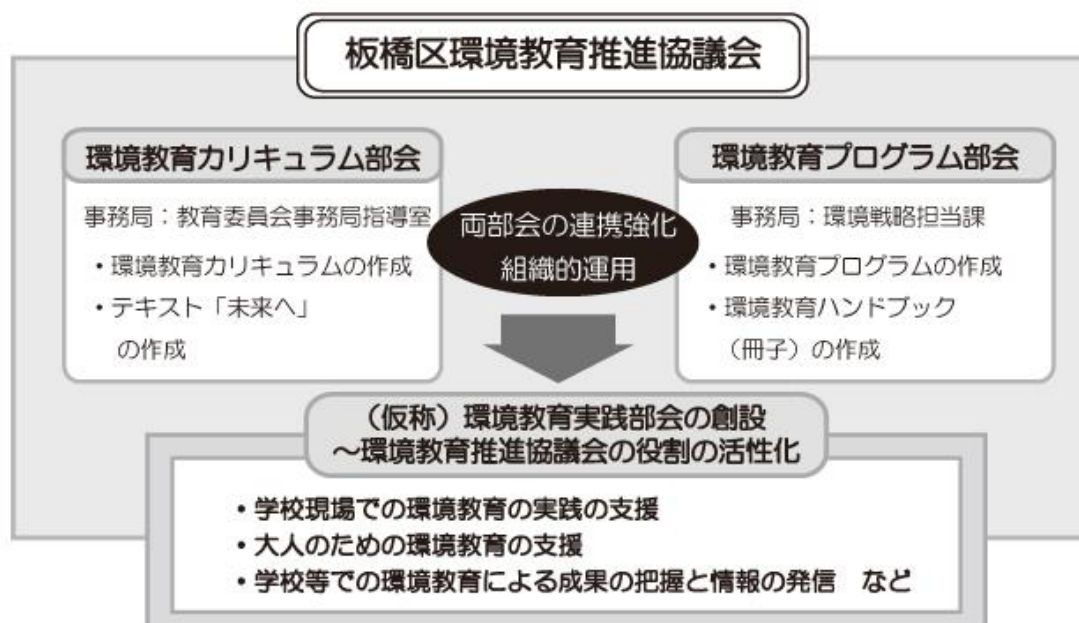 板橋区環境教育推進協議会
環境教育カリキュラム部会
事務局：教育委員会事務局指導室
・環境教育カリキュラムの作成
・テキスト「未来へ」
の作成
両部会の連携強化
組織的運用
環境教育プログラム部会
事務局：環境戦略担当課
・環境教育プログラムの作成
・環境教育ハンドブック
（冊子）の作成
（仮称）環境教育実践部会の創設
～環境教育推進協議会の役割の活性化
・学校現場での環境教育の実践の支援
・大人のための環境教育の支援
・学校等での環境教育による成果の把握と情報の発信　など